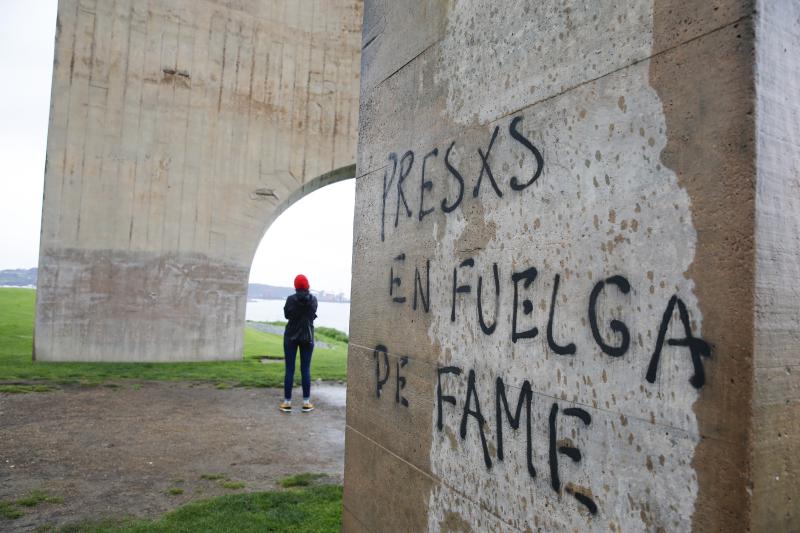 PRESXS
EN FUELGA
DE FAME